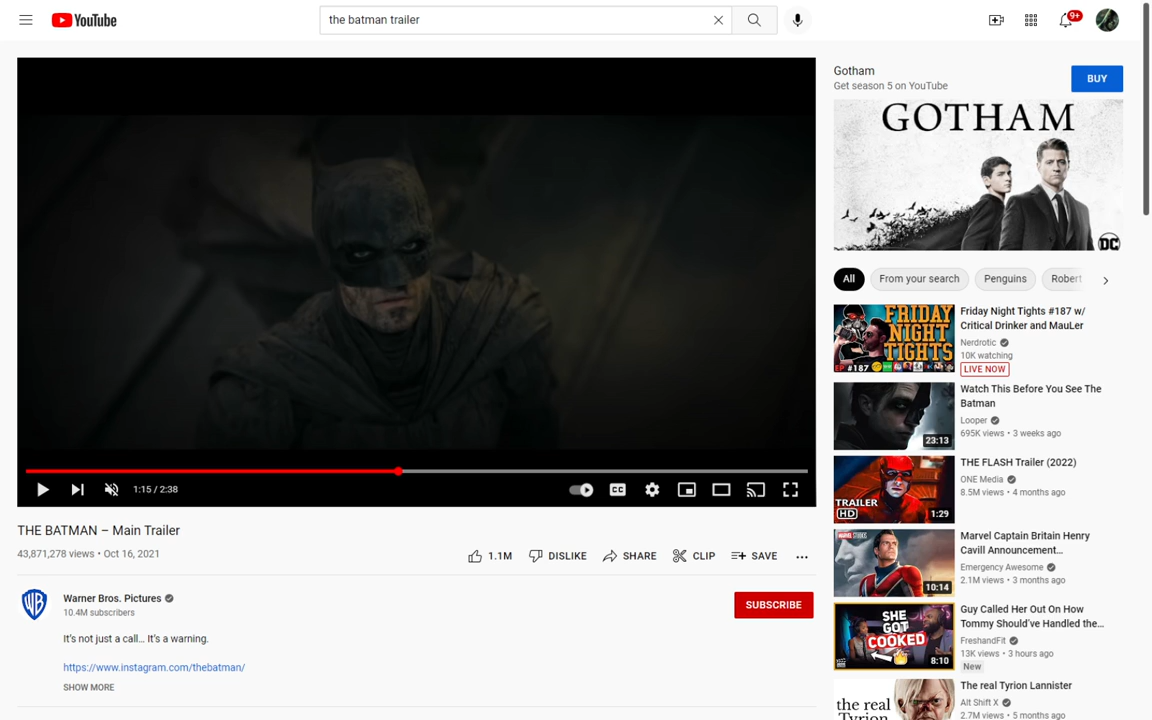 YouTube
the batman trailer
9+
1:15 / 2:38
CC
THE BATMAN – Main Trailer
43,871,278 views • Oct 16, 2021
1.1M
DISLIKE
SHARE
CLIP
SAVE
WB
Warner Bros. Pictures
10.4M subscribers
SUBSCRIBE
It's not just a call… It's a warning.
https://www.instagram.com/thebatman/
SHOW MORE
Gotham
Get season 5 on YouTube
BUY
GOTHAM
DC
All
From your search
Penguins
Robert
FRIDAY
NIGHT
TIGHTS
EP #187
Friday Night Tights #187 w/
Critical Drinker and MauLer
Nerdrotic
10K watching
LIVE NOW
23:13
Watch This Before You See The
Batman
Looper
695K views • 3 weeks ago
TRAILER
HD
1:29
THE FLASH Trailer (2022)
ONE Media
8.5M views • 4 months ago
10:14
Marvel Captain Britain Henry
Cavill Announcement…
Emergency Awesome
2.1M views • 3 months ago
SHE
GOT
COOKED
8:10
Guy Called Her Out On How
Tommy Should've Handled the…
FreshandFit
13K views • 3 hours ago
New
the real
Tyrion
The real Tyrion Lannister
Alt Shift X
2.7M views • 5 months ago